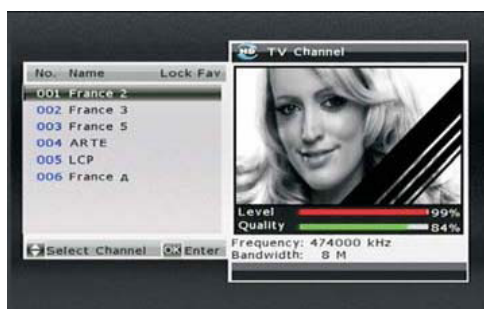 TV Channel
No. Name Lock Fav
001 France 2
002 France 3
003 France 5
004 ARTE
005 LCP
006 France д
Level 99%
Quality 84%
Frequency: 474000 kHz
Bandwidth: 8 M
Select Channel OK Enter